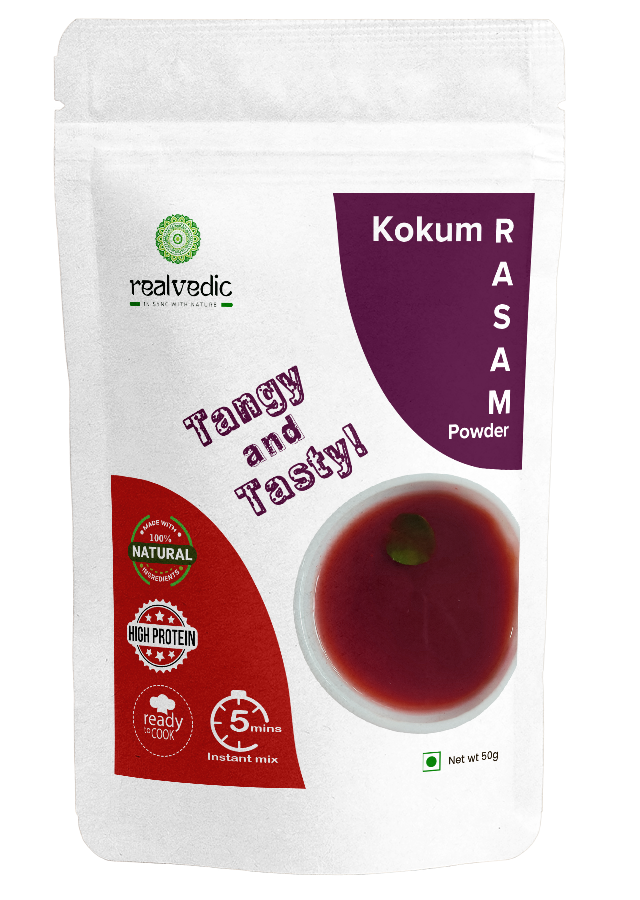 Kokum R
A
S
A
M
Powder
realvedic
IN SYNC WITH NATURE
Tangy
and
Tasty!
MADE WITH
100%
NATURAL
INGREDIENTS
HIGH PROTEIN
ready
to COOK
5 mins
Instant mix
Net wt 50g